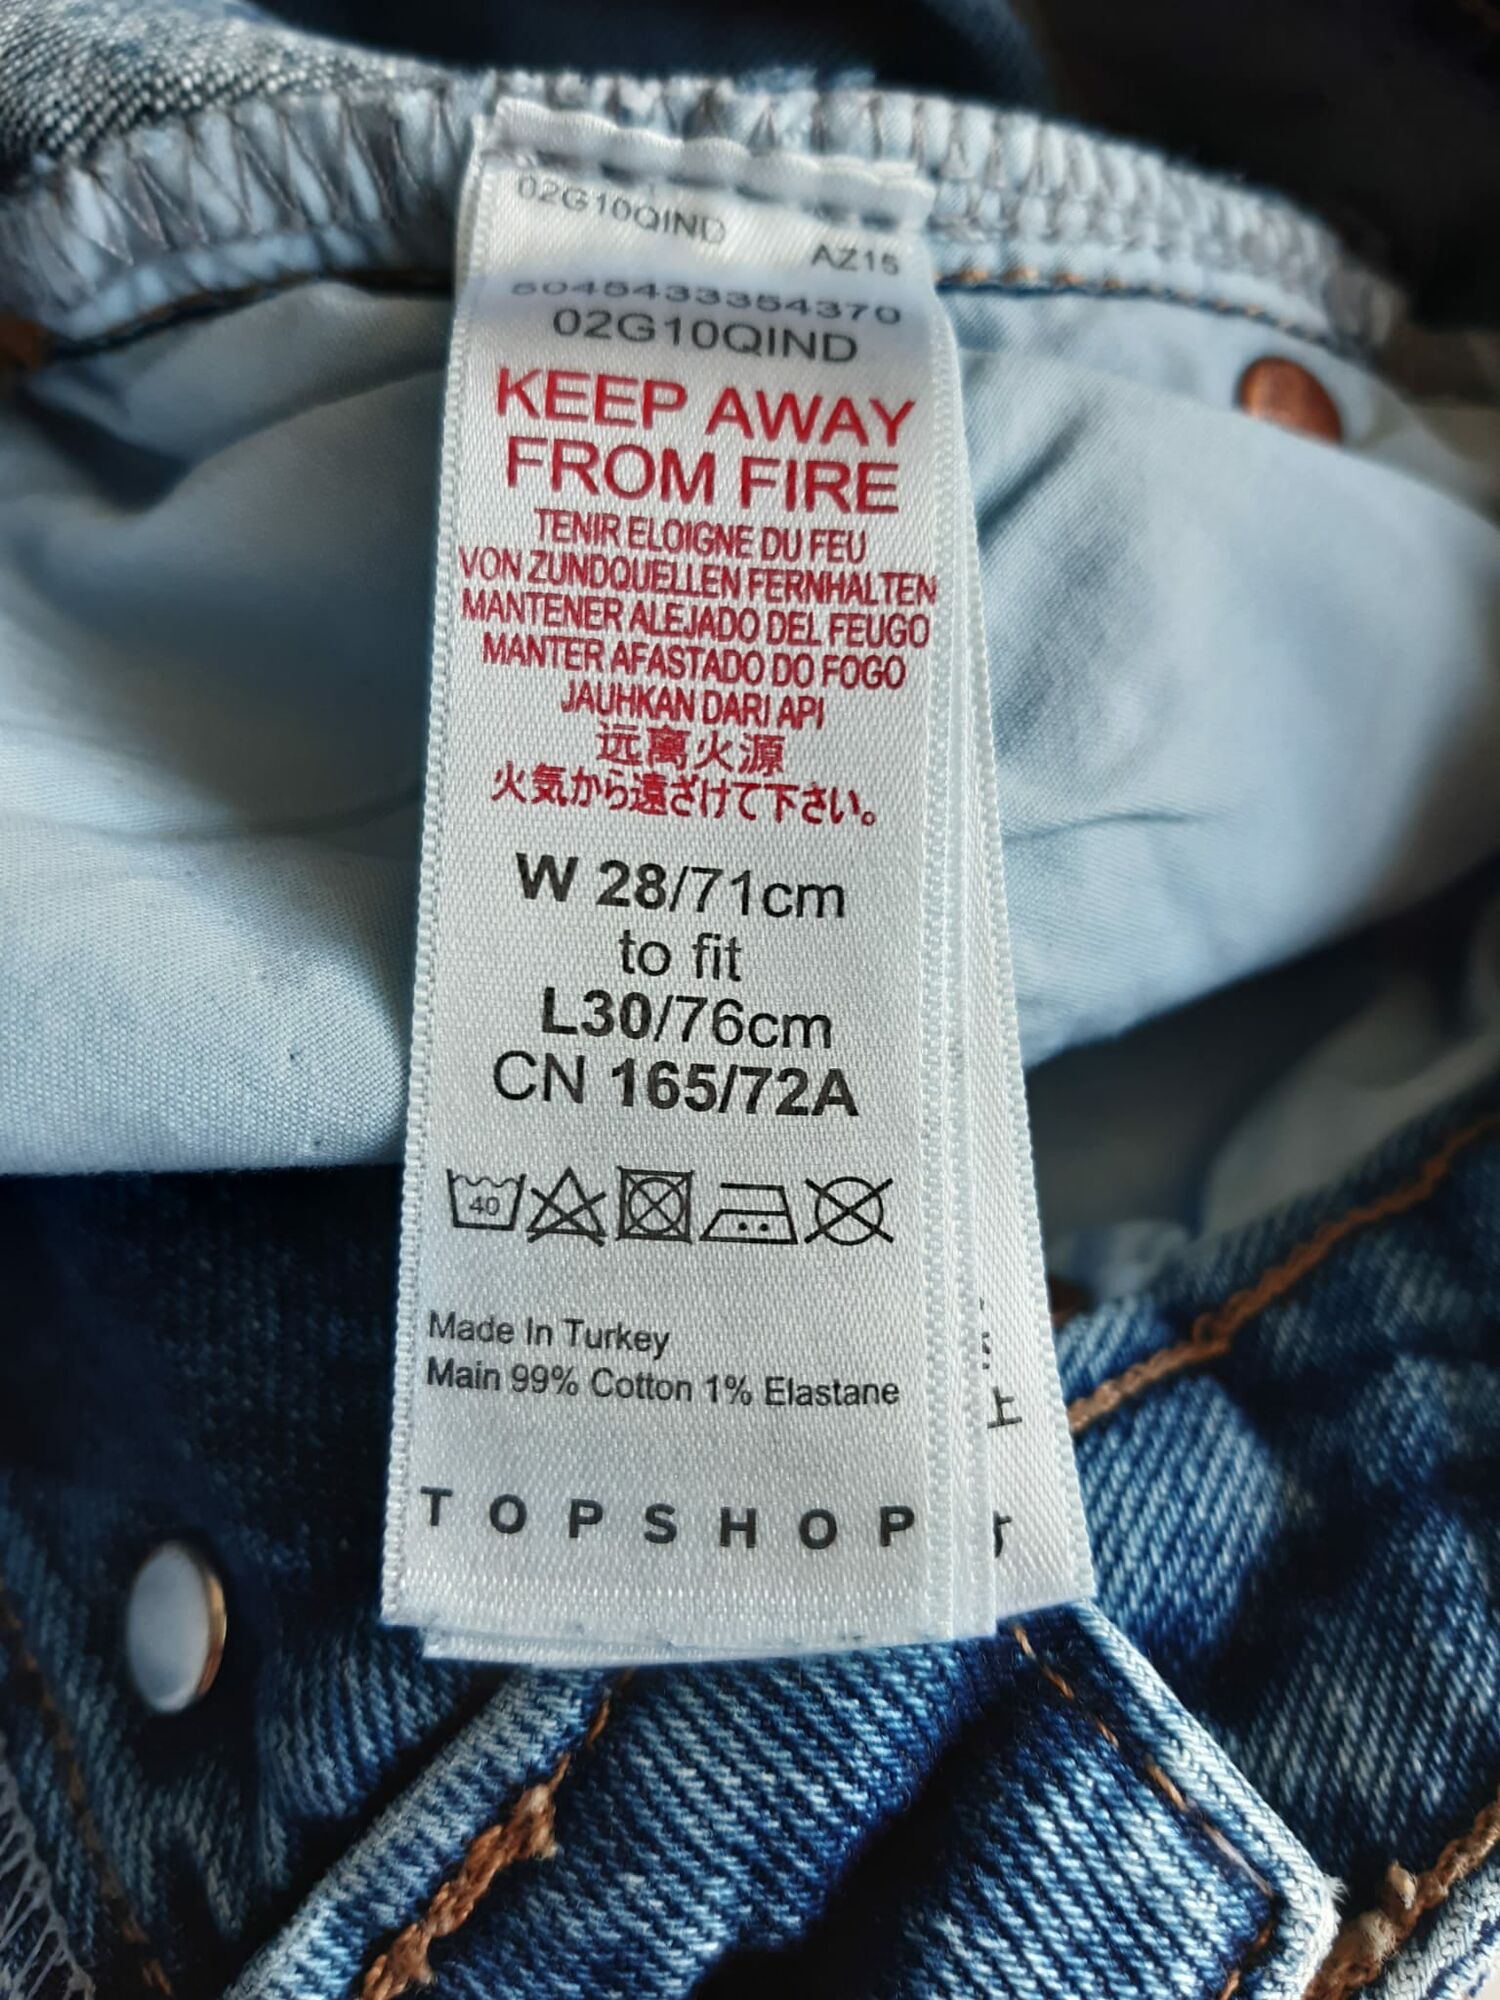 02G10QIND
AZ15
5045433354370
02G10QIND
KEEP AWAY
FROM FIRE
TENIR ELOIGNE DU FEU
VON ZUNDQUELLEN FERNHALTEN
MANTENER ALEJADO DEL FEUGO
MANTER AFASTADO DO FOGO
JAUHKAN DARI API
远离火源
火気から遠ざけて下さい。
W 28/71cm
to fit
L30/76cm
CN 165/72A
40
Made In Turkey
Main 99% Cotton 1% Elastane
TOPSHOP
上